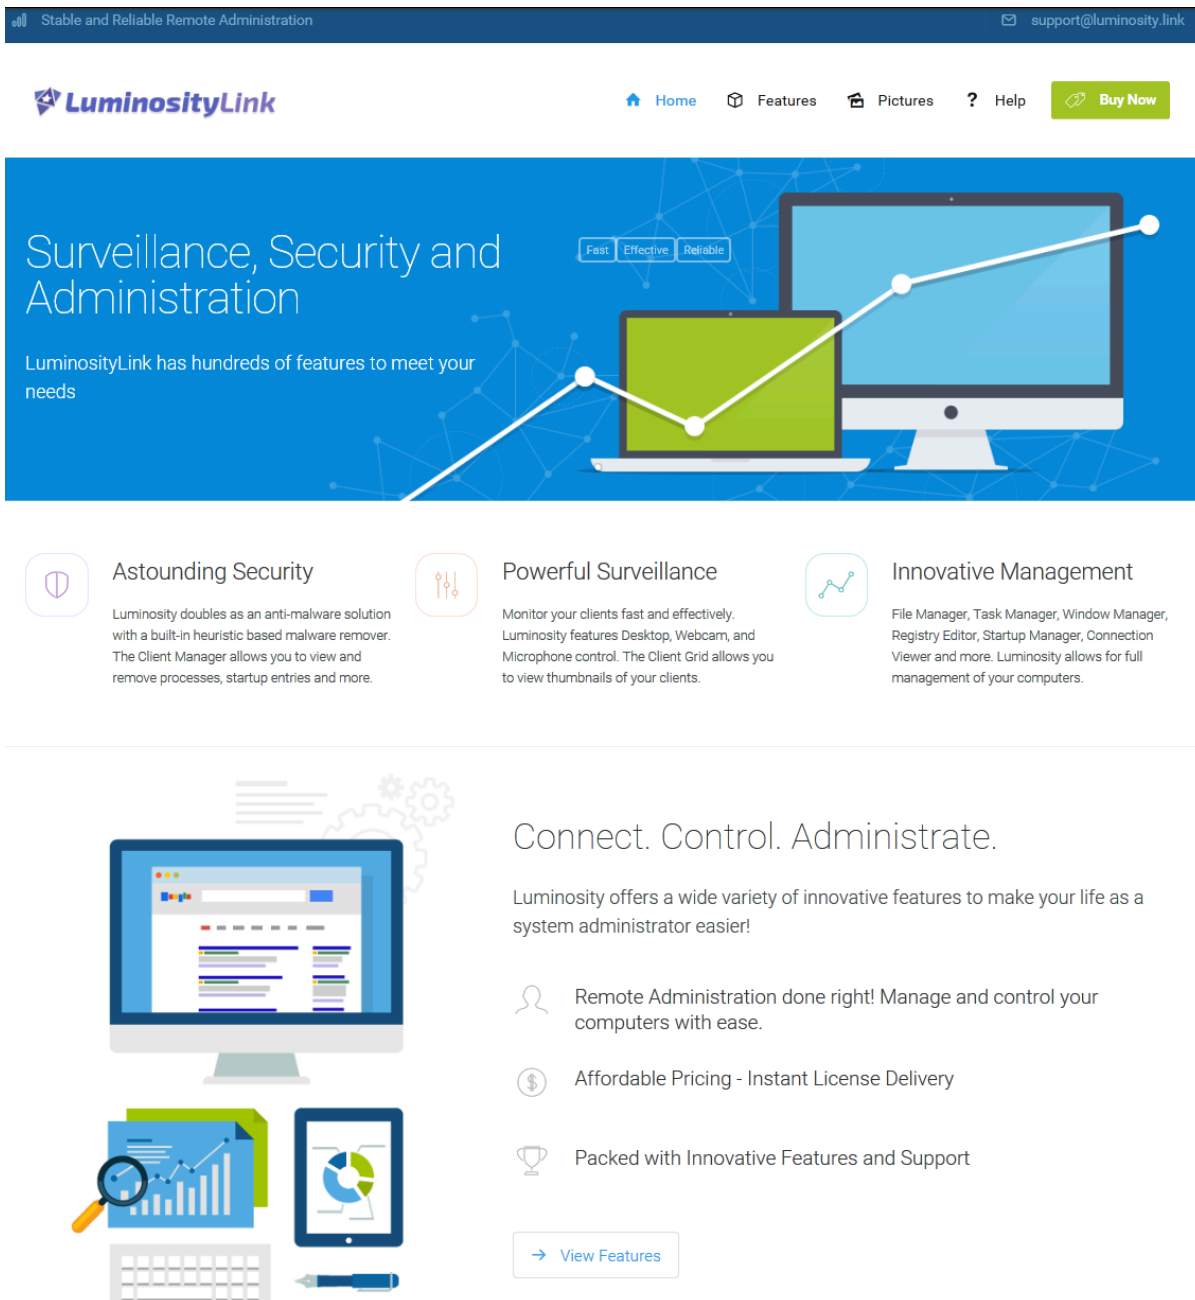 Stable and Reliable Remote Administration
support@luminosity.link
LuminosityLink
Home
Features
Pictures
? Help
Buy Now
Surveillance, Security and
Administration
Fast
Effective
Reliable
LuminosityLink has hundreds of features to meet your
needs
Astounding Security
Luminosity doubles as an anti-malware solution
with a built-in heuristic based malware remover.
The Client Manager allows you to view and
remove processes, startup entries and more.
Powerful Surveillance
Monitor your clients fast and effectively.
Luminosity features Desktop, Webcam, and
Microphone control. The Client Grid allows you
to view thumbnails of your clients.
Innovative Management
File Manager, Task Manager, Window Manager,
Registry Editor, Startup Manager, Connection
Viewer and more. Luminosity allows for full
management of your computers.
Connect. Control. Administrate.
Luminosity offers a wide variety of innovative features to make your life as a
system administrator easier!
Remote Administration done right! Manage and control your
computers with ease.
$
Affordable Pricing - Instant License Delivery
Packed with Innovative Features and Support
→ View Features